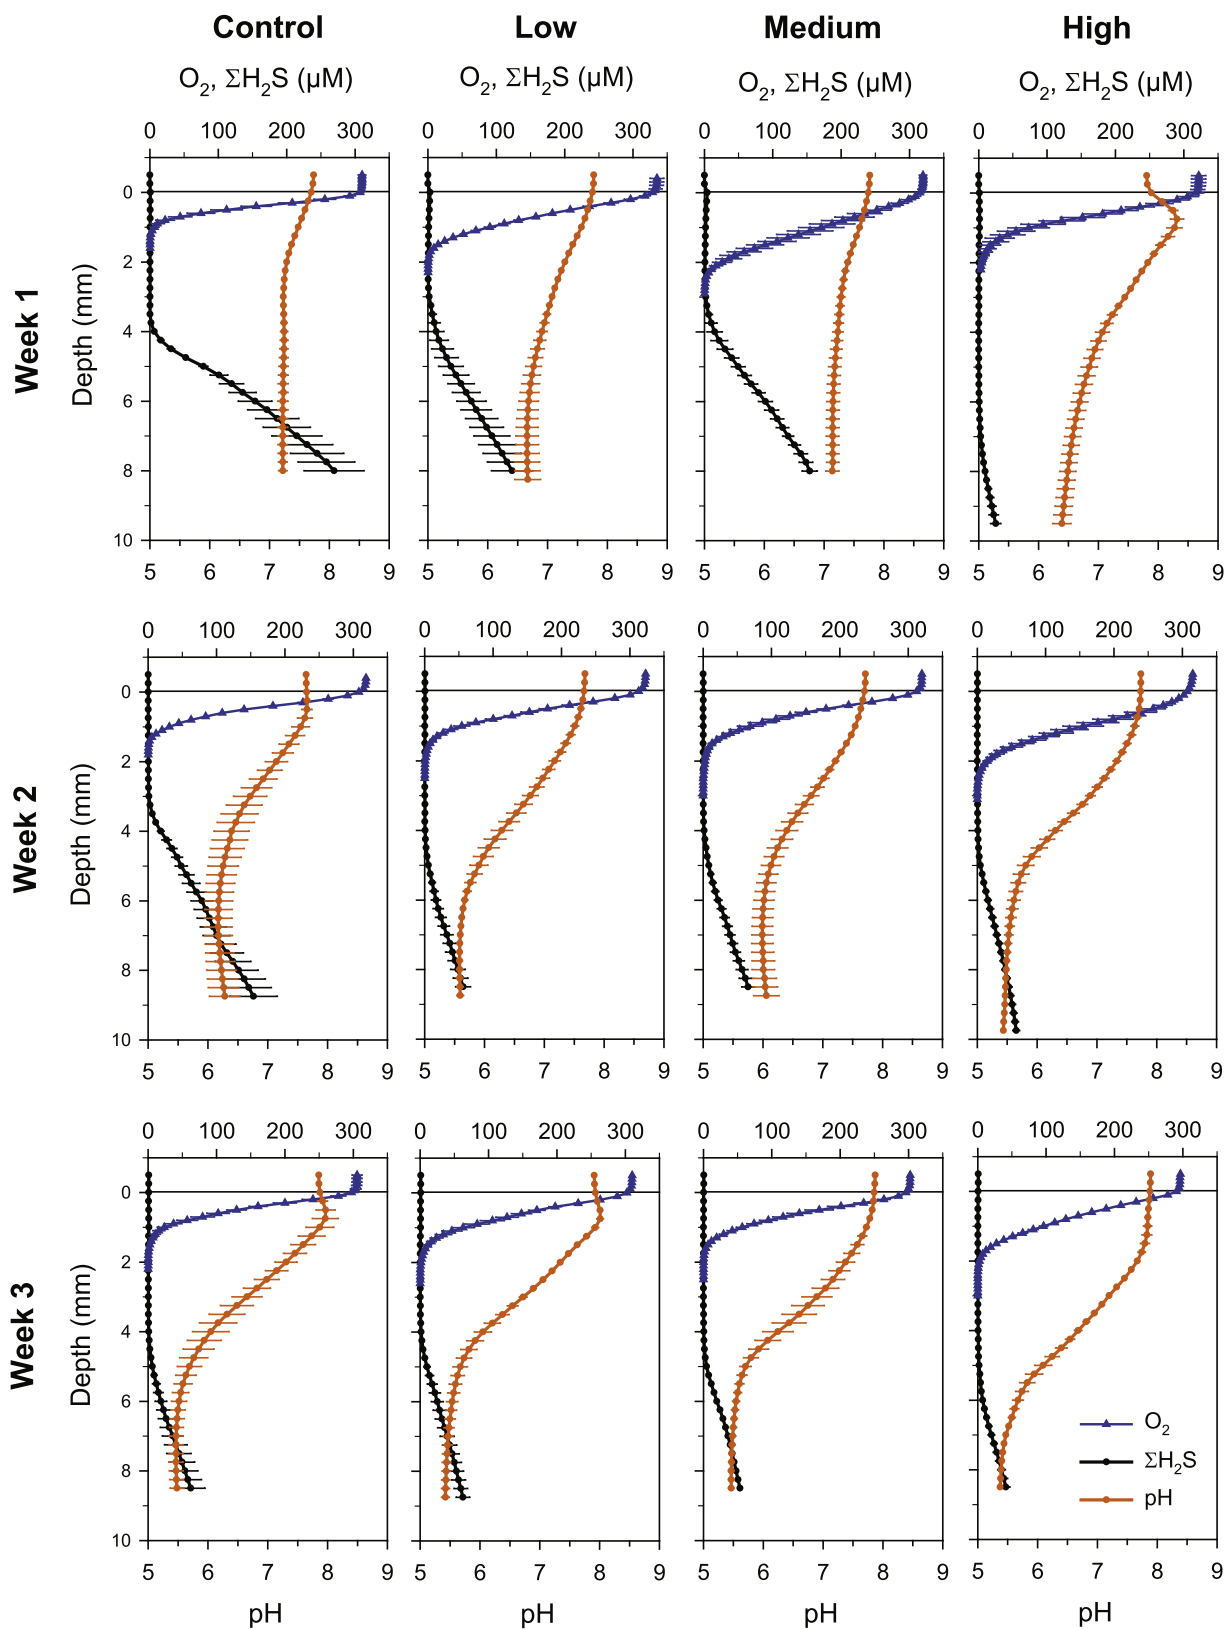 Control Low Medium High
O2, ΣH2S (µM) O2, ΣH2S (µM) O2, ΣH2S (µM) O2, ΣH2S (µM)
0 100 200 300 0 100 200 300 0 100 200 300 0 100 200 300
Week 1
Depth (mm)
0
2
4
6
8
10
5 6 7 8 9 5 6 7 8 9 5 6 7 8 9 5 6 7 8 9
0 100 200 300 0 100 200 300 0 100 200 300 0 100 200 300
Week 2
Depth (mm)
0
2
4
6
8
10
5 6 7 8 9 5 6 7 8 9 5 6 7 8 9 5 6 7 8 9
0 100 200 300 0 100 200 300 0 100 200 300 0 100 200 300
Week 3
Depth (mm)
0
2
4
6
8
10
O2
ΣH2S
pH
5 6 7 8 9 5 6 7 8 9 5 6 7 8 9 5 6 7 8 9
pH pH pH pH